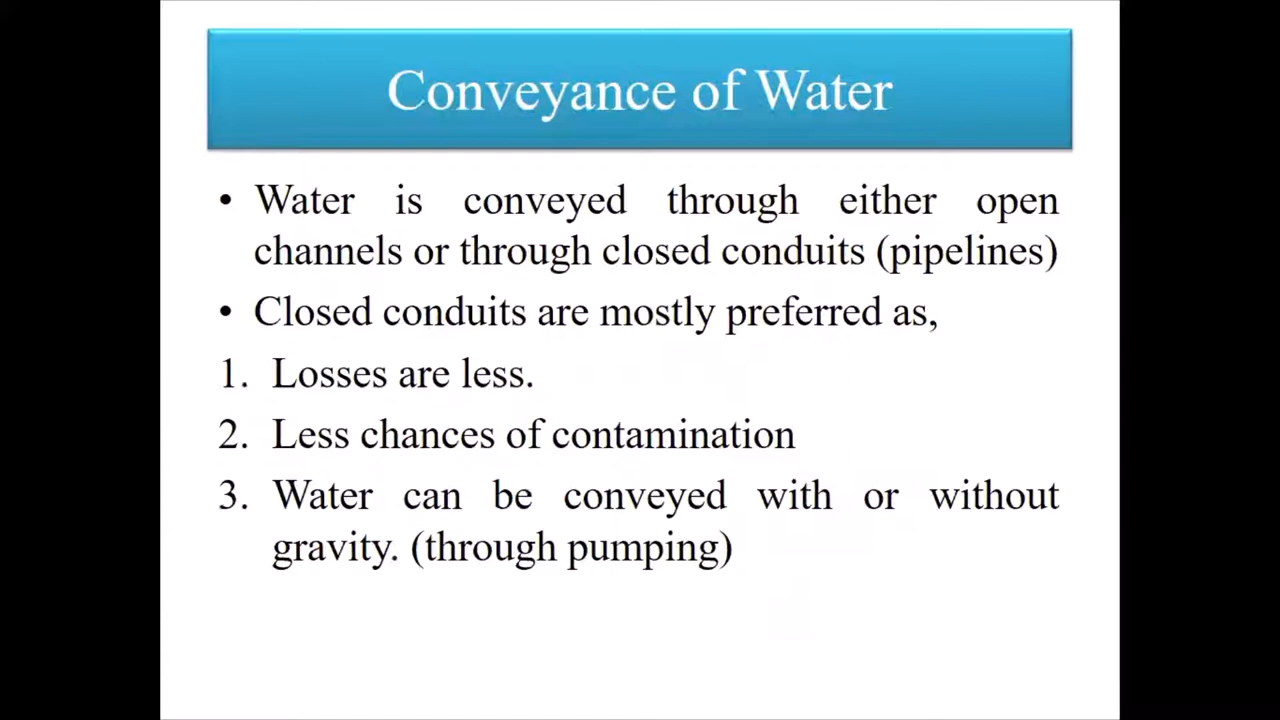 Conveyance of Water
• Water is conveyed through either open
channels or through closed conduits (pipelines)
• Closed conduits are mostly preferred as,
1. Losses are less.
2. Less chances of contamination
3. Water can be conveyed with or without
gravity. (through pumping)